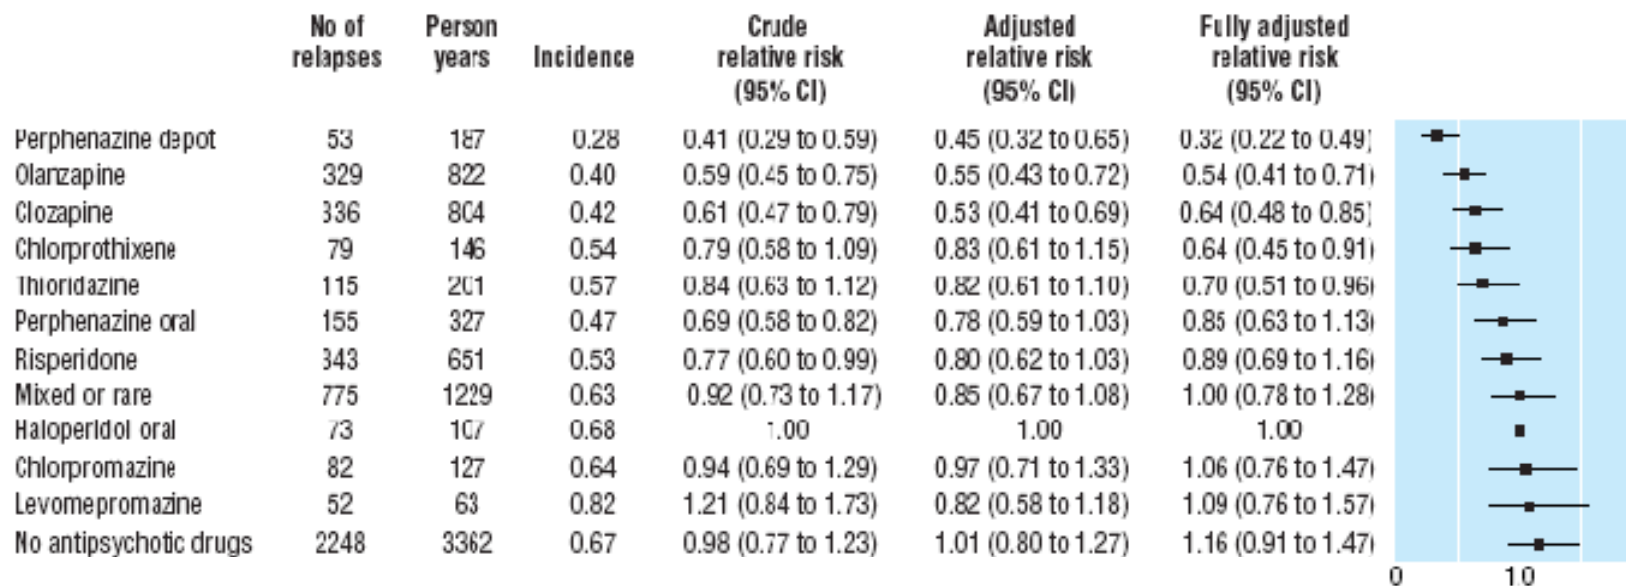 No of relapses Person years Incidence Crude relative risk (95% CI) Adjusted relative risk (95% CI) Fully adjusted relative risk (95% CI)
Perphenazine depot 53 187 0.28 0.41 (0.29 to 0.59) 0.45 (0.32 to 0.65) 0.32 (0.22 to 0.49)
Olanzapine 329 822 0.40 0.59 (0.45 to 0.75) 0.55 (0.43 to 0.72) 0.54 (0.41 to 0.71)
Clozapine 336 804 0.42 0.61 (0.47 to 0.79) 0.53 (0.41 to 0.69) 0.64 (0.48 to 0.85)
Chlorprothixene 79 146 0.54 0.79 (0.58 to 1.09) 0.83 (0.61 to 1.15) 0.64 (0.45 to 0.91)
Thioridazine 115 201 0.57 0.84 (0.63 to 1.12) 0.82 (0.61 to 1.10) 0.70 (0.51 to 0.96)
Perphenazine oral 155 327 0.47 0.69 (0.58 to 0.82) 0.78 (0.59 to 1.03) 0.85 (0.63 to 1.13)
Risperidone 343 651 0.53 0.77 (0.60 to 0.99) 0.80 (0.62 to 1.03) 0.89 (0.69 to 1.16)
Mixed or rare 775 1229 0.63 0.92 (0.73 to 1.17) 0.85 (0.67 to 1.08) 1.00 (0.78 to 1.28)
Haloperidol oral 73 107 0.68 1.00 1.00 1.00
Chlorpromazine 82 127 0.64 0.94 (0.69 to 1.29) 0.97 (0.71 to 1.33) 1.06 (0.76 to 1.47)
Levomepromazine 52 63 0.82 1.21 (0.84 to 1.73) 0.82 (0.58 to 1.18) 1.09 (0.76 to 1.57)
No antipsychotic drugs 2248 3362 0.67 0.98 (0.77 to 1.23) 1.01 (0.80 to 1.27) 1.16 (0.91 to 1.47)
0 1.0